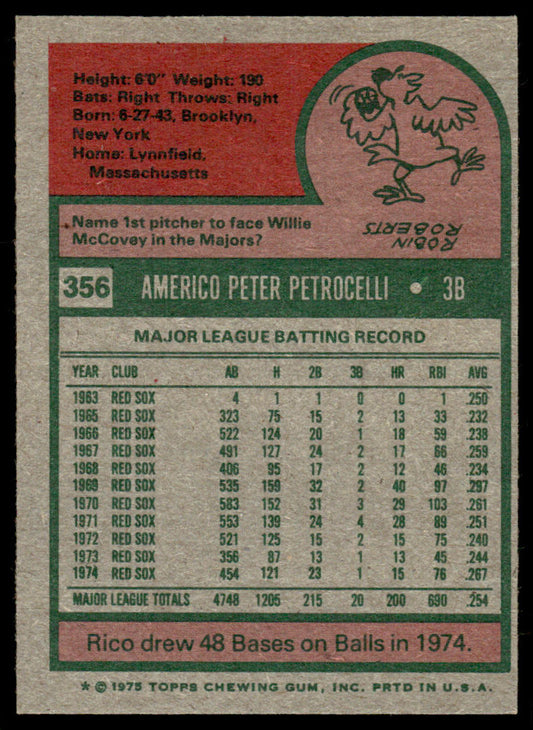 Height: 6'0" Weight: 190
Bats: Right Throws: Right
Born: 6-27-43, Brooklyn,
New York
Home: Lynnfield,
Massachusetts
Name 1st pitcher to face Willie
McCovey in the Majors?
ROBIN
ROBERTS
356 AMERICO PETER PETROCELLI • 3B
MAJOR LEAGUE BATTING RECORD
YEAR CLUB AB H 2B 3B HR RBI AVG
1963 RED SOX 4 1 1 0 0 1 .250
1965 RED SOX 323 75 15 2 13 33 .232
1966 RED SOX 522 124 20 1 18 59 .238
1967 RED SOX 491 127 24 2 17 66 .259
1968 RED SOX 406 95 17 2 12 46 .234
1969 RED SOX 535 159 32 2 40 97 .297
1970 RED SOX 583 152 31 3 29 103 .261
1971 RED SOX 553 139 24 4 28 89 .251
1972 RED SOX 521 125 15 2 15 75 .240
1973 RED SOX 356 87 13 1 13 45 .244
1974 RED SOX 454 121 23 1 15 76 .267
MAJOR LEAGUE TOTALS 4748 1205 215 20 200 690 .254
Rico drew 48 Bases on Balls in 1974.
* © 1975 TOPPS CHEWING GUM, INC. PRTD IN U.S.A.